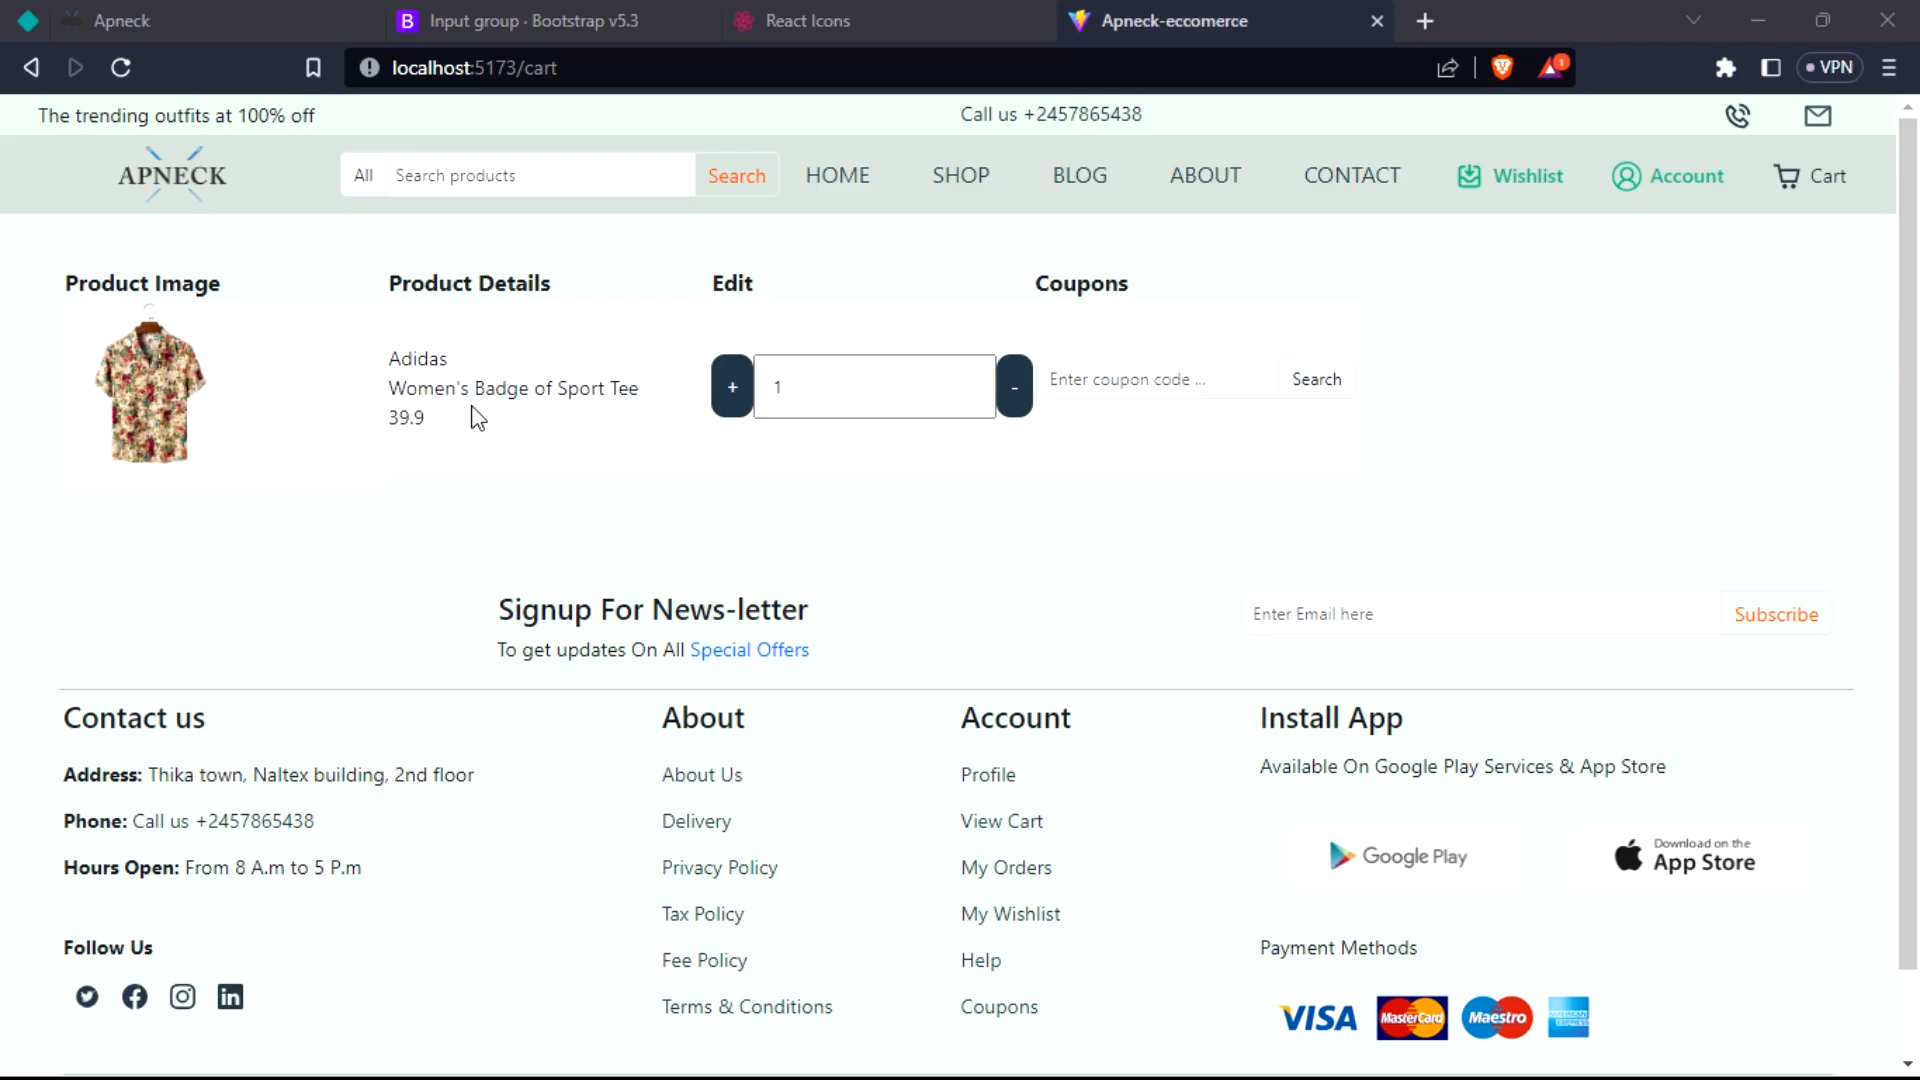 Apneck
Input group · Bootstrap v5.3
React Icons
Apneck-eccomerce
localhost:5173/cart
1
VPN
The trending outfits at 100% off
Call us +2457865438
APNECK
All
Search products
Search
HOME
SHOP
BLOG
ABOUT
CONTACT
Wishlist
Account
Cart
Product Image
Product Details
Edit
Coupons
Adidas
Women's Badge of Sport Tee
39.9
+
1
-
Enter coupon code ...
Search
Signup For News-letter
To get updates On All Special Offers
Enter Email here
Subscribe
Contact us
Address: Thika town, Naltex building, 2nd floor
Phone: Call us +2457865438
Hours Open: From 8 A.m to 5 P.m
Follow Us
About
About Us
Delivery
Privacy Policy
Tax Policy
Fee Policy
Terms & Conditions
Account
Profile
View Cart
My Orders
My Wishlist
Help
Coupons
Install App
Available On Google Play Services & App Store
Google Play
Download on the
App Store
Payment Methods
VISA
MasterCard
Maestro
AMERICAN
EXPRESS